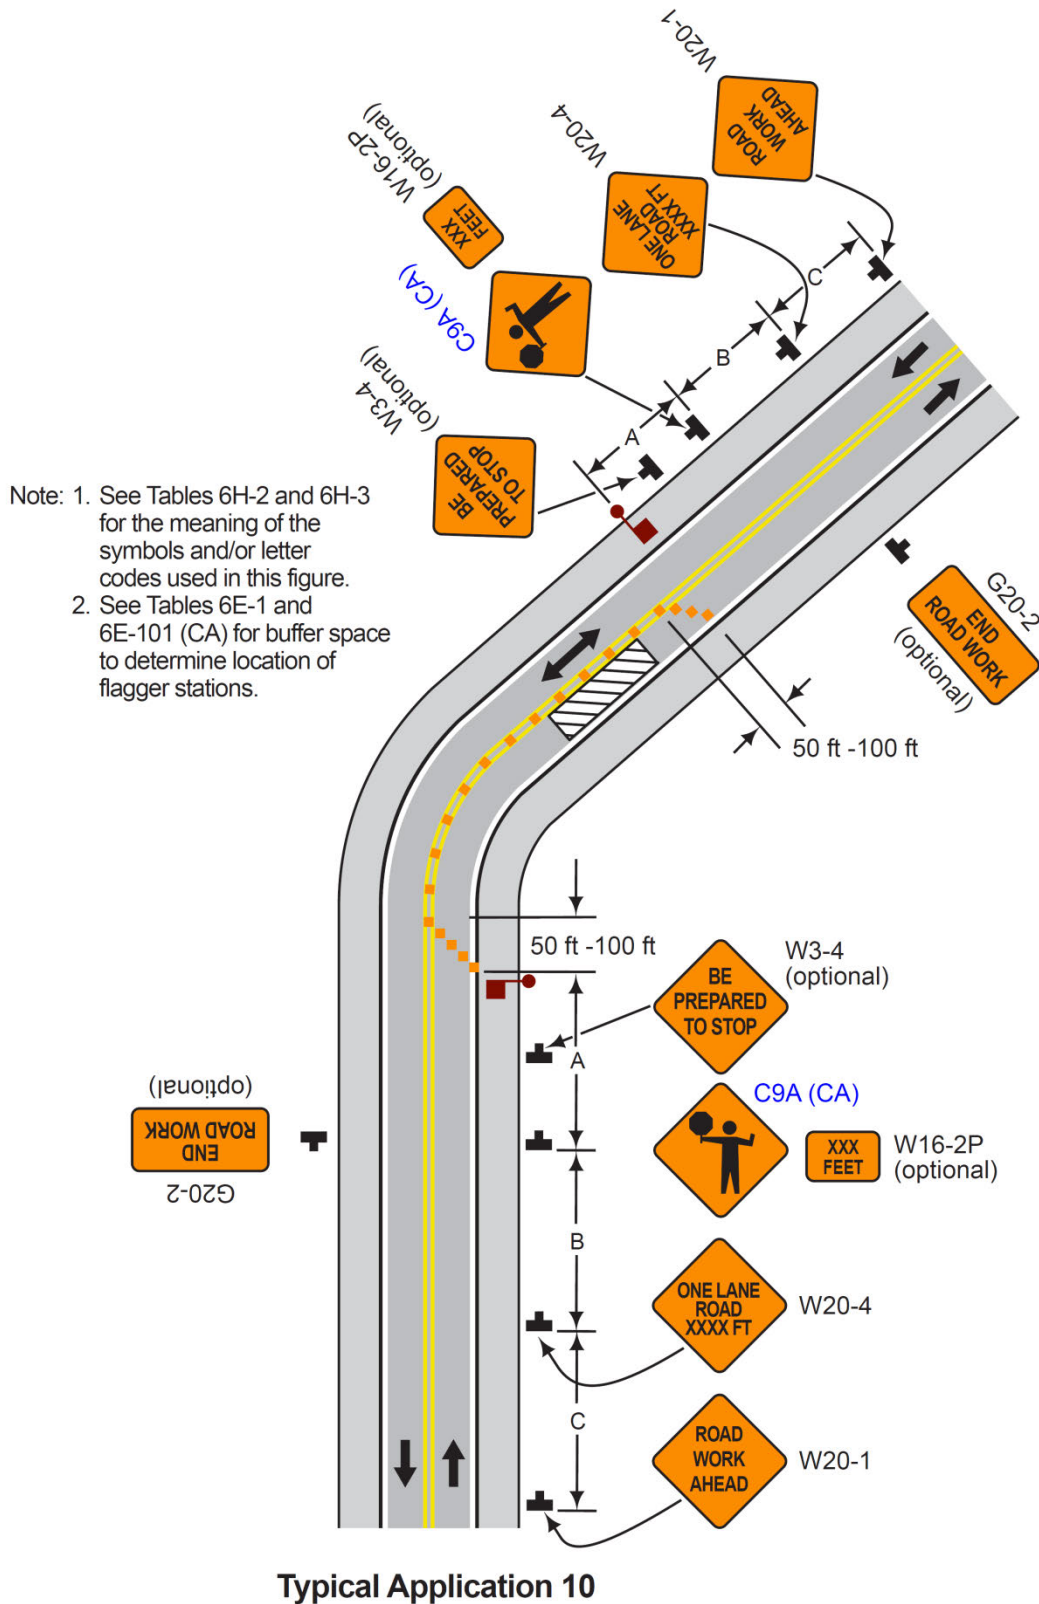 W20-1
ROAD
WORK
AHEAD
W20-4
ONE LANE
ROAD
XXXX FT
W16-2P
(optional)
XXX
FEET
C9A (CA)
W3-4
(optional)
BE
PREPARED
TO STOP
C
B
A
Note: 1. See Tables 6H-2 and 6H-3
for the meaning of the
symbols and/or letter
codes used in this figure.
2. See Tables 6E-1 and
6E-101 (CA) for buffer space
to determine location of
flagger stations.
G20-2
END
ROAD WORK
(optional)
50 ft -100 ft
50 ft -100 ft
W3-4
(optional)
BE
PREPARED
TO STOP
A
C9A (CA)
XXX
FEET
W16-2P
(optional)
(optional)
END
ROAD WORK
G20-2
B
ONE LANE
ROAD
XXXX FT
W20-4
C
ROAD
WORK
AHEAD
W20-1
Typical Application 10